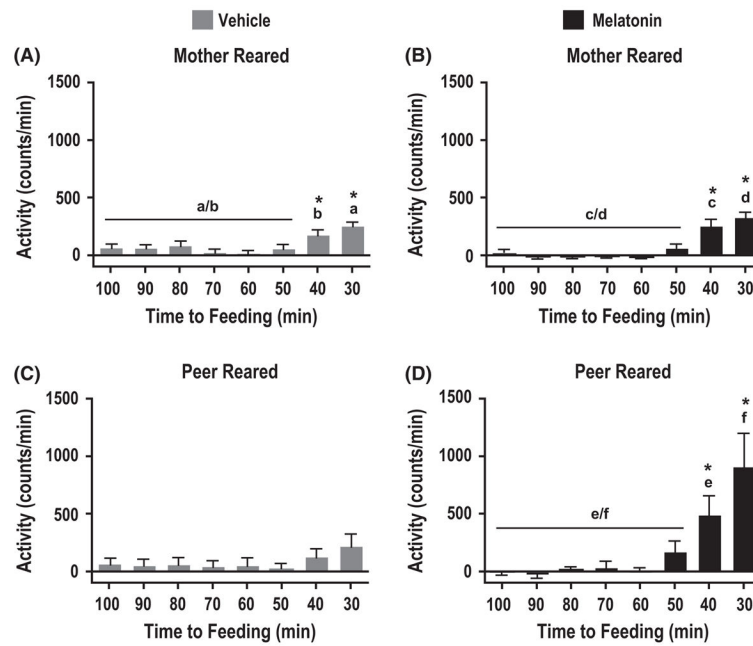 Vehicle
Melatonin
(A)
Mother Reared
Activity (counts/min)
1500
1000
500
0
a/b
*
b
*
a
100 90 80 70 60 50 40 30
Time to Feeding (min)
(B)
Mother Reared
Activity (counts/min)
1500
1000
500
0
c/d
*
c
*
d
100 90 80 70 60 50 40 30
Time to Feeding (min)
(C)
Peer Reared
Activity (counts/min)
1500
1000
500
0
100 90 80 70 60 50 40 30
Time to Feeding (min)
(D)
Peer Reared
Activity (counts/min)
1500
1000
500
0
e/f
*
e
*
f
100 90 80 70 60 50 40 30
Time to Feeding (min)